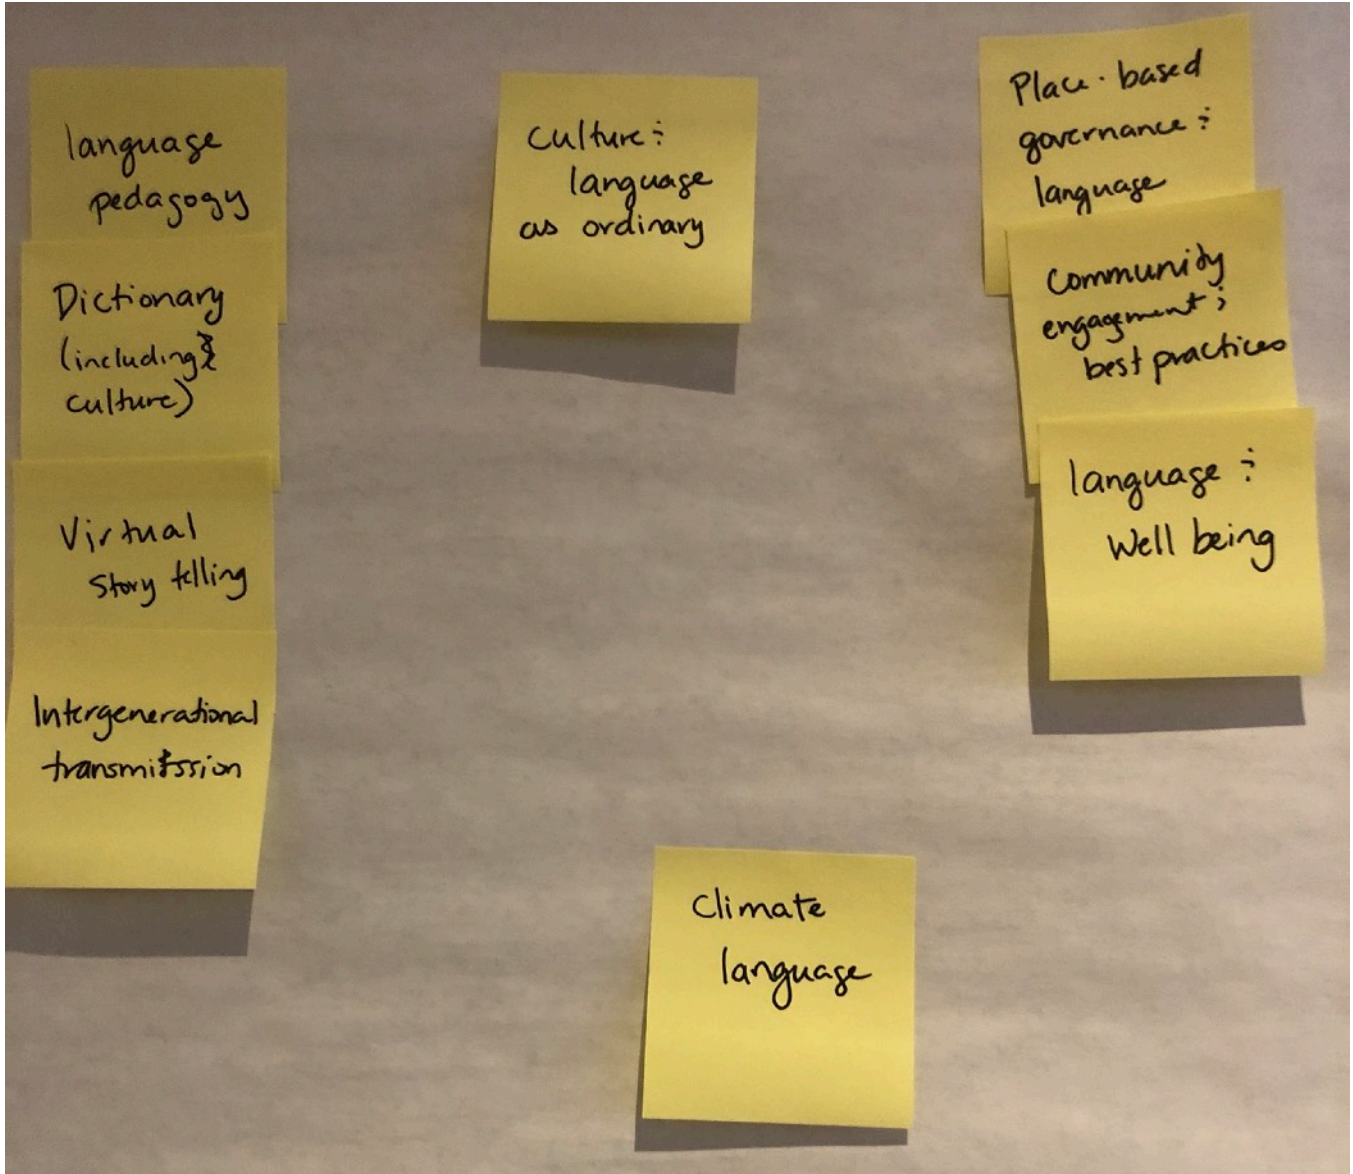 language
pedagogy
Dictionary
(including
culture)
Virtual
Story telling
Intergenerational
transmission
Culture ÷
language
as ordinary
Climate
language
Place-based
governance ÷
language
Community
engagement ÷
best practices
language ÷
Well being